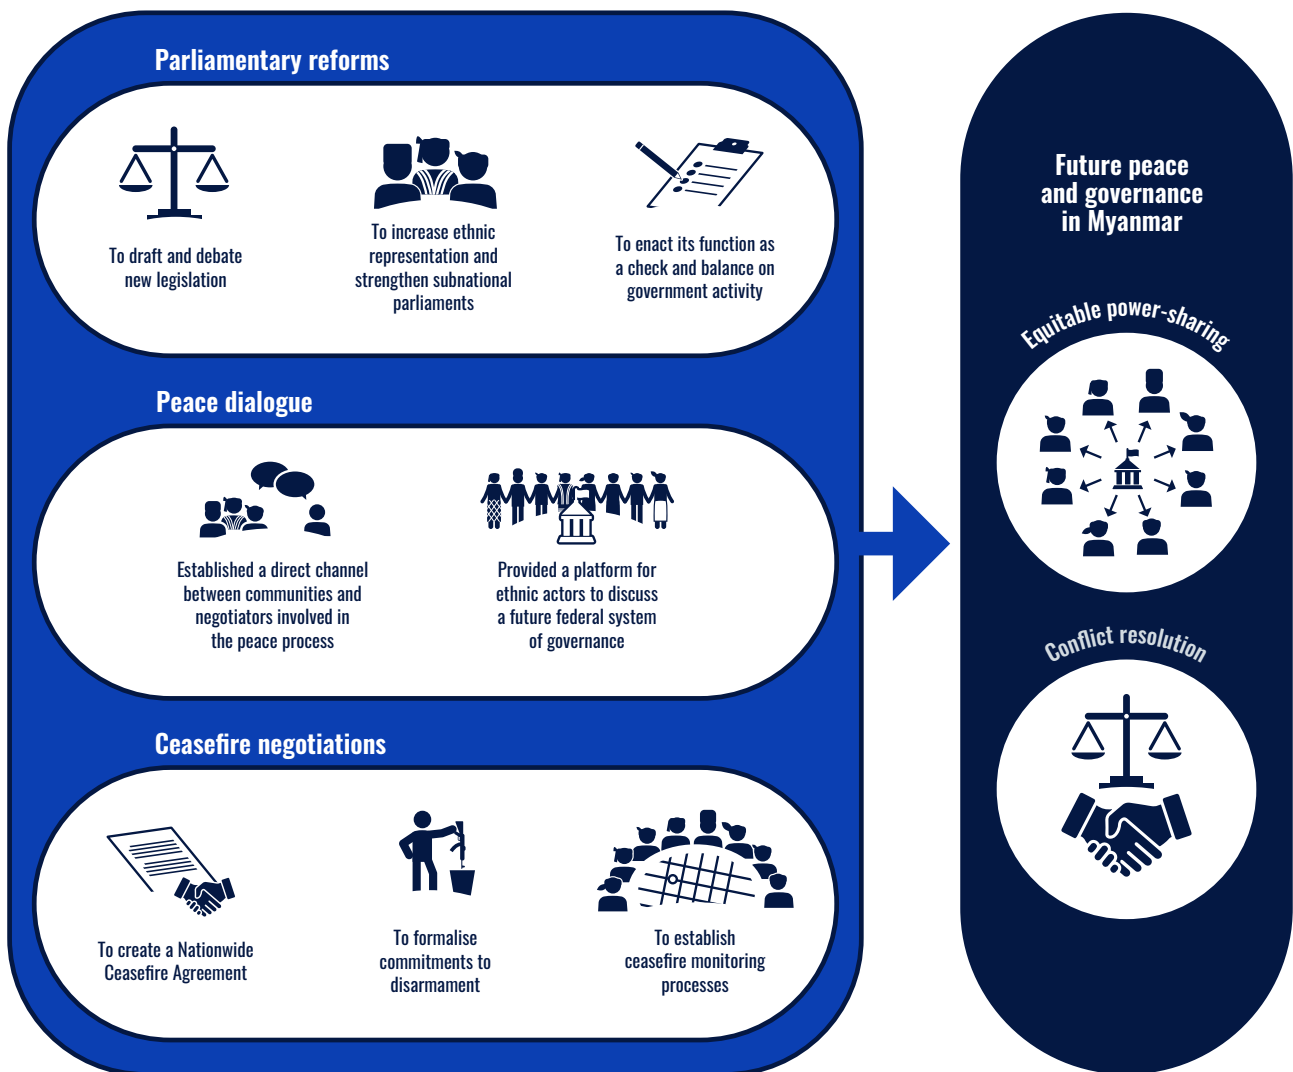 Parliamentary reforms
To draft and debate
new legislation
To increase ethnic
representation and
strengthen subnational
parliaments
To enact its function as
a check and balance on
government activity
Peace dialogue
Established a direct channel
between communities and
negotiators involved in
the peace process
Provided a platform for
ethnic actors to discuss
a future federal system
of governance
Ceasefire negotiations
To create a Nationwide
Ceasefire Agreement
To formalise
commitments to
disarmament
To establish
ceasefire monitoring
processes
Future peace
and governance
in Myanmar
Equitable power-sharing
Conflict resolution